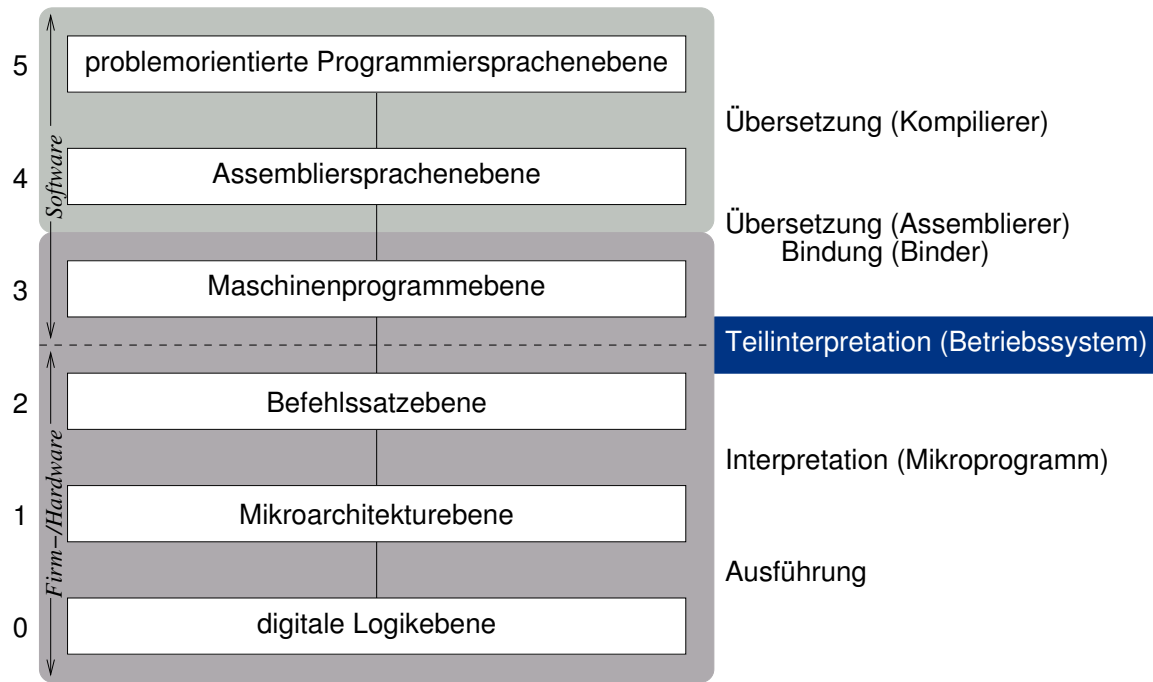 5
problemorientierte Programmiersprachenebene
Übersetzung (Kompilierer)
Software
4
Assembliersprachenebene
Übersetzung (Assemblierer)
Bindung (Binder)
3
Maschinenprogrammebene
Teilinterpretation (Betriebssystem)
2
Befehlssatzebene
Interpretation (Mikroprogramm)
Firm−/Hardware
1
Mikroarchitekturebene
Ausführung
0
digitale Logikebene